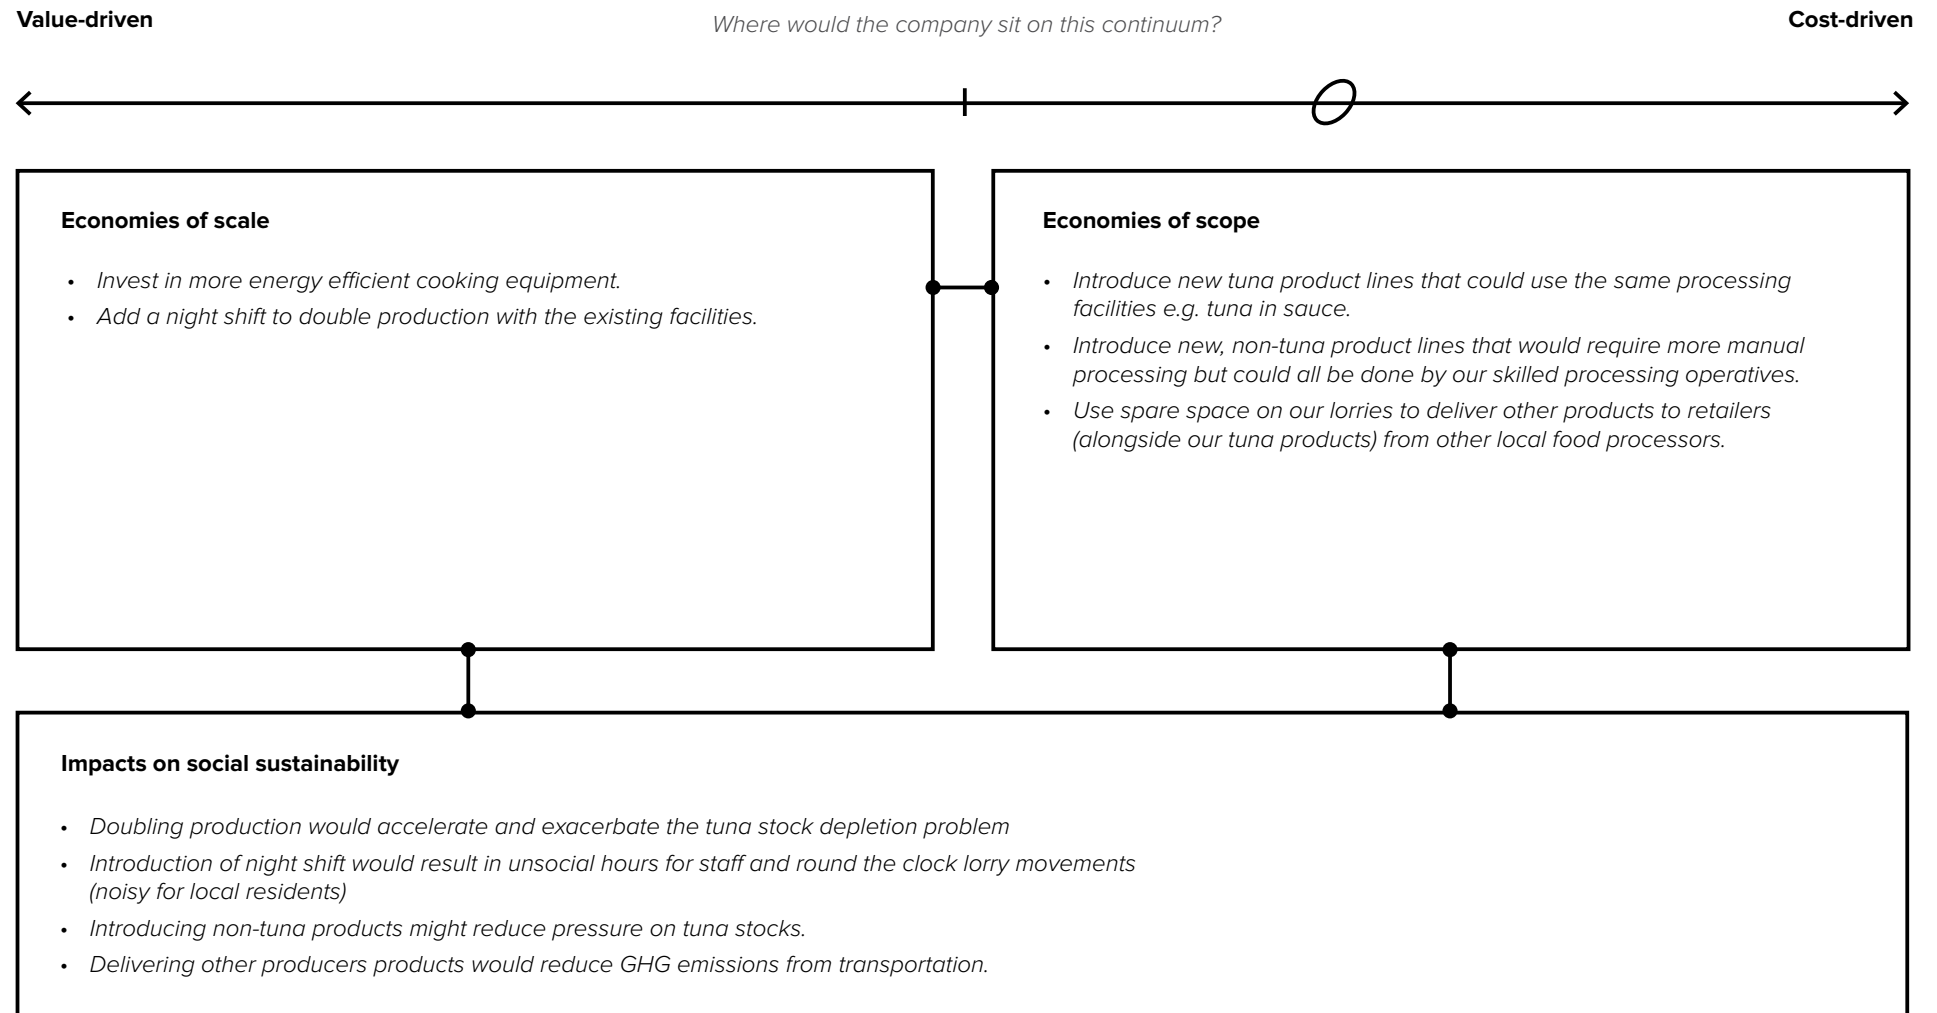 Value-driven
Where would the company sit on this continuum?
Cost-driven
Economies of scale
• Invest in more energy efficient cooking equipment.
• Add a night shift to double production with the existing facilities.
Economies of scope
• Introduce new tuna product lines that could use the same processing
facilities e.g. tuna in sauce.
• Introduce new, non-tuna product lines that would require more manual
processing but could all be done by our skilled processing operatives.
• Use spare space on our lorries to deliver other products to retailers
(alongside our tuna products) from other local food processors.
Impacts on social sustainability
• Doubling production would accelerate and exacerbate the tuna stock depletion problem
• Introduction of night shift would result in unsocial hours for staff and round the clock lorry movements
(noisy for local residents)
• Introducing non-tuna products might reduce pressure on tuna stocks.
• Delivering other producers products would reduce GHG emissions from transportation.